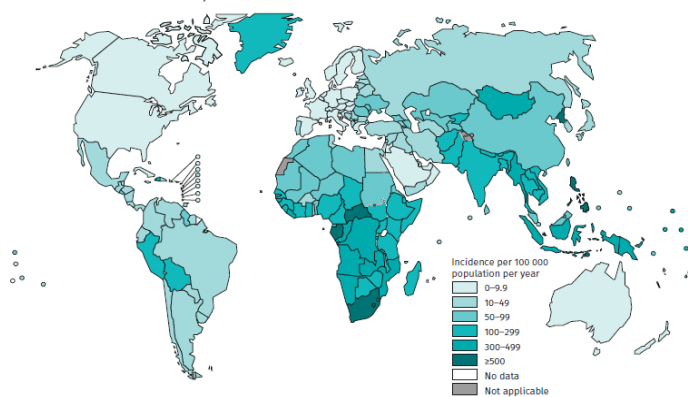 Incidence per 100 000
population per year
0–9.9
10–49
50–99
100–299
300–499
≥500
No data
Not applicable